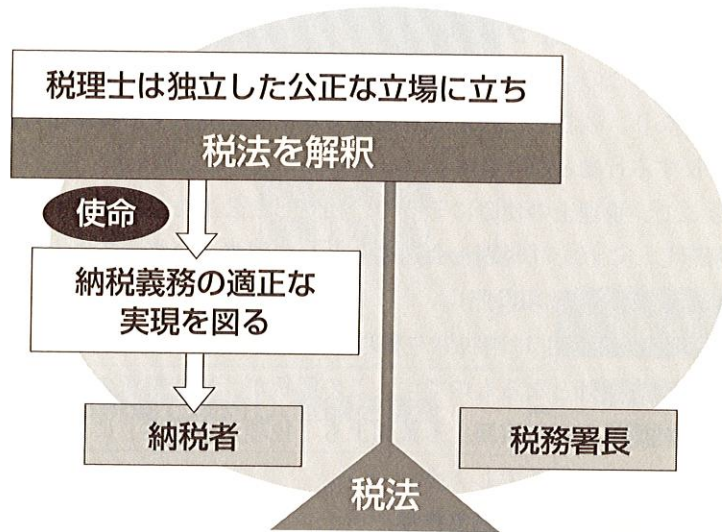 税理士は独立した公正な立場に立ち
税法を解釈
使命
納税義務の適正な
実現を図る
納税者
税務署長
税法